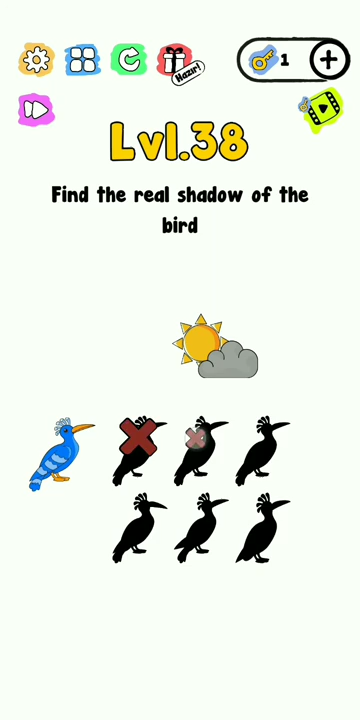 1
Hazır!
Lvl.38
Find the real shadow of the
bird